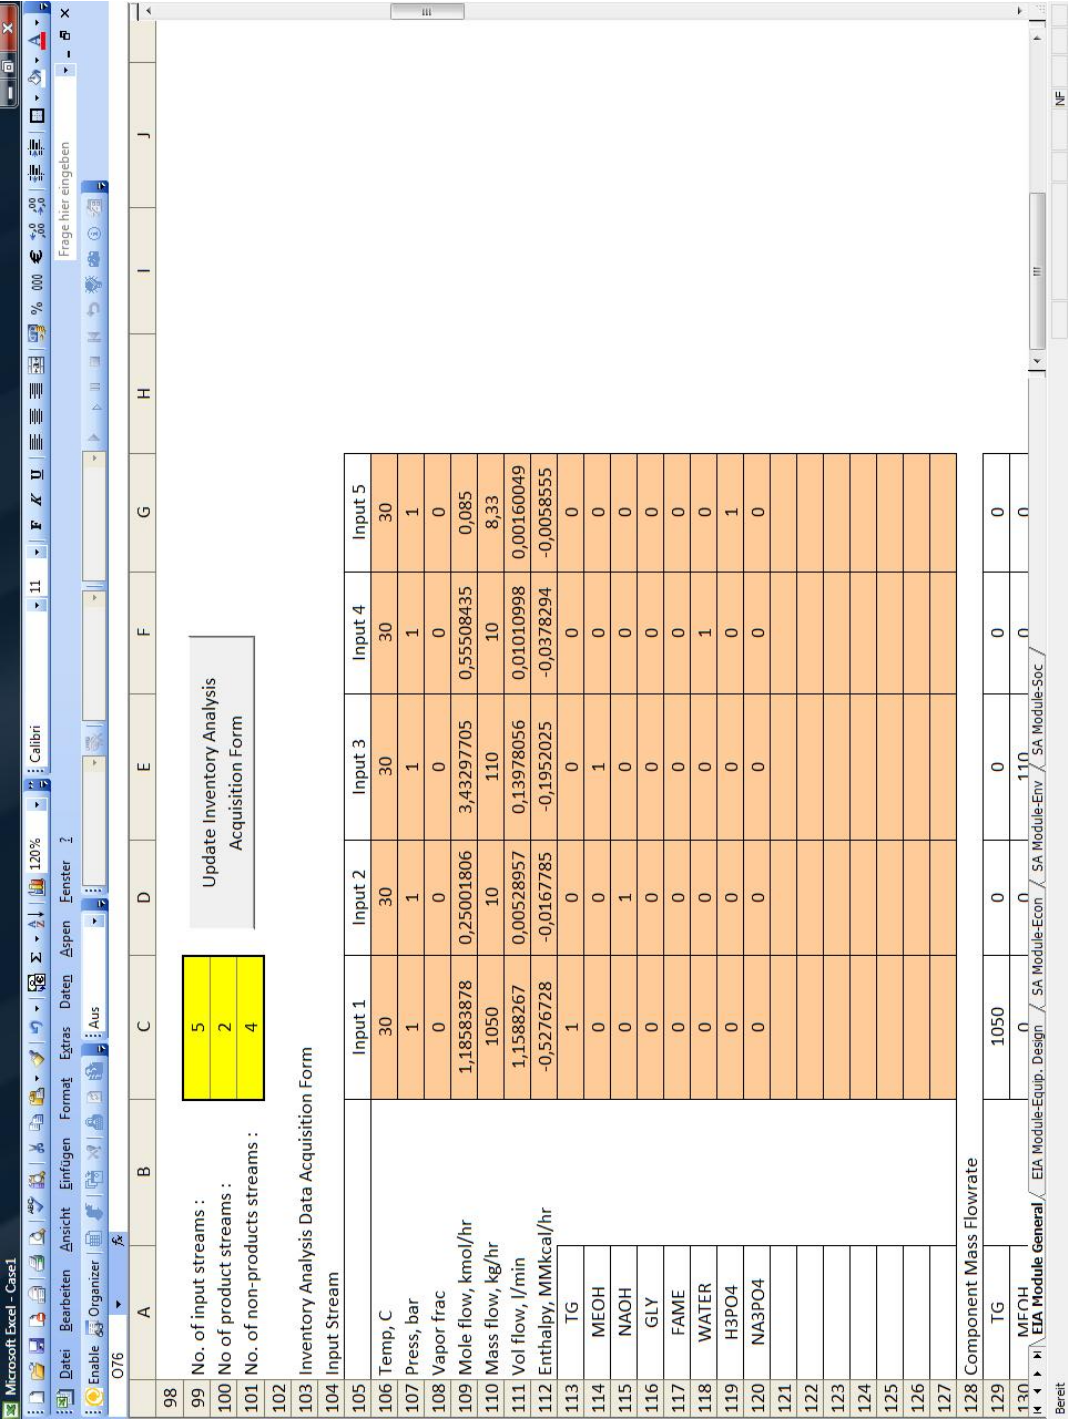 Microsoft Excel - Case1
120%
Calibri
11
F K U
% 000 €
Datei Bearbeiten Ansicht Einfügen Format Extras Daten Aspen Fenster ?
Frage hier eingeben
Enable Organizer
Aus
O76 fx
A B C D E F G H I J
98
99 No. of input streams : 5
100 No of product streams : 2
101 No. of non-products streams : 4
Update Inventory Analysis
Acquisition Form
102
103 Inventory Analysis Data Acquisition Form
104 Input Stream
105 Input 1 Input 2 Input 3 Input 4 Input 5
106 Temp, C 30 30 30 30 30
107 Press, bar 1 1 1 1 1
108 Vapor frac 0 0 0 0 0
109 Mole flow, kmol/hr 1,18583878 0,25001806 3,43297705 0,55508435 0,085
110 Mass flow, kg/hr 1050 10 110 10 8,33
111 Vol flow, l/min 1,1588267 0,00528957 0,13978056 0,01010998 0,00160049
112 Enthalpy, MMkcal/hr -0,5276728 -0,0167785 -0,1952025 -0,0378294 -0,0058555
113 TG 1 0 0 0 0
114 MEOH 0 0 1 0 0
115 NAOH 0 1 0 0 0
116 GLY 0 0 0 0 0
117 FAME 0 0 0 0 0
118 WATER 0 0 0 1 0
119 H3PO4 0 0 0 0 1
120 NA3PO4 0 0 0 0 0
121
122
123
124
125
126
127
128 Component Mass Flowrate
129 TG 1050 0 0 0 0
130 MEOH 0 0 110 0 0
EIA Module General EIA Module-Equip. Design SA Module-Econ SA Module-Env SA Module-Soc
Bereit NF